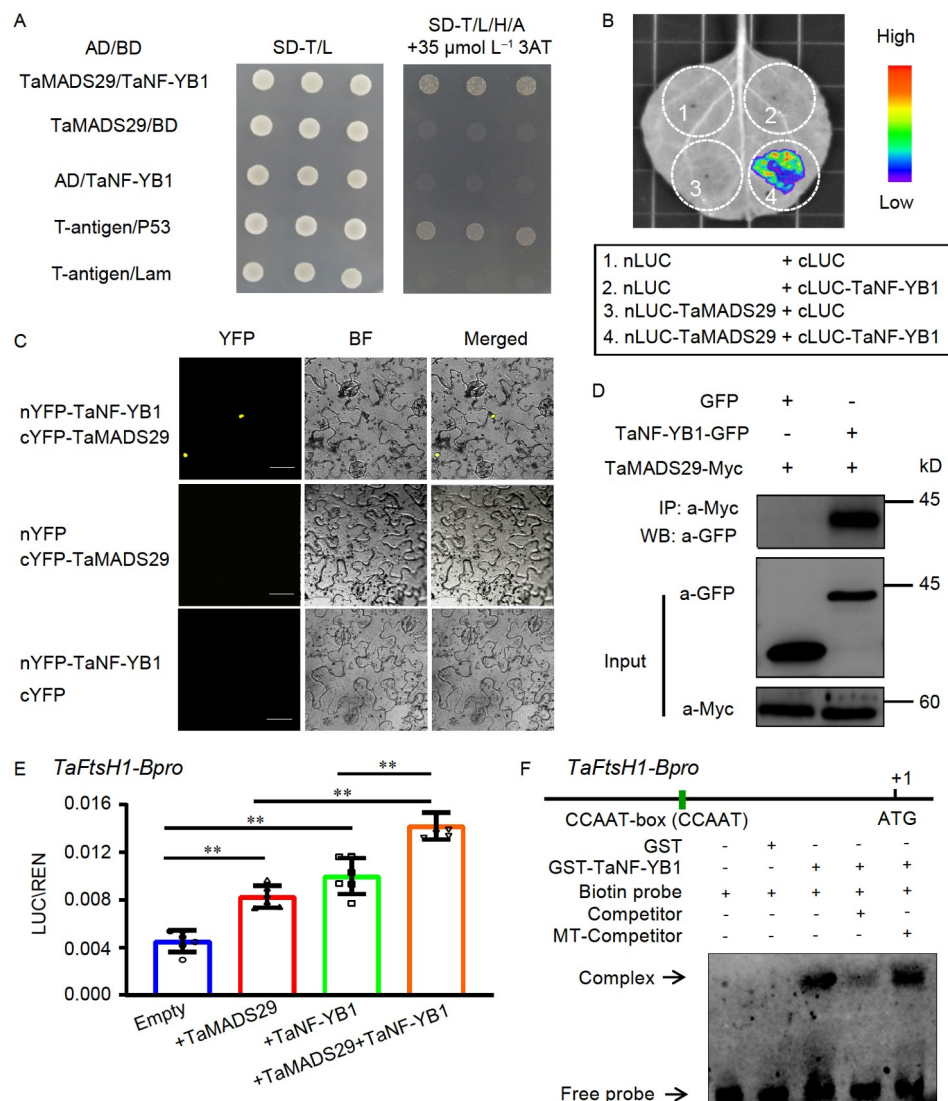 A
AD/BD
SD-T/L
SD-T/L/H/A
+35 μmol L⁻¹ 3AT
TaMADS29/TaNF-YB1
TaMADS29/BD
AD/TaNF-YB1
T-antigen/P53
T-antigen/Lam
B
1
2
3
4
High
Low
1. nLUC + cLUC
2. nLUC + cLUC-TaNF-YB1
3. nLUC-TaMADS29 + cLUC
4. nLUC-TaMADS29 + cLUC-TaNF-YB1
C
YFP BF Merged
nYFP-TaNF-YB1
cYFP-TaMADS29
nYFP
cYFP-TaMADS29
nYFP-TaNF-YB1
cYFP
D
GFP + -
TaNF-YB1-GFP - +
TaMADS29-Myc + + kD
IP: a-Myc
WB: a-GFP
45
Input
a-GFP
45
a-Myc
60
E
TaFtsH1-Bpro
LUC\REN
0.016
0.012
0.008
0.004
0.000
**
**
**
**
Empty
+TaMADS29
+TaNF-YB1
+TaMADS29+TaNF-YB1
F
TaFtsH1-Bpro
+1
CCAAT-box (CCAAT) ATG
GST - + - - -
GST-TaNF-YB1 - - + + +
Biotin probe + + + + +
Competitor - - - + -
MT-Competitor - - - - +
Complex →
Free probe →